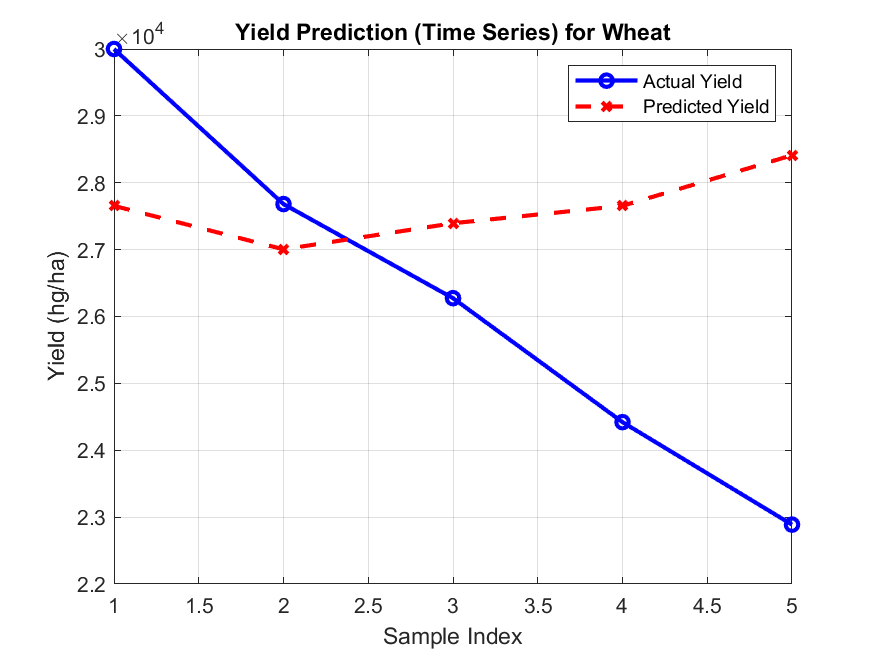 Yield Prediction (Time Series) for Wheat
×10^4
Actual Yield
Predicted Yield
3
2.9
2.8
2.7
2.6
2.5
2.4
2.3
2.2
Yield (hg/ha)
1 1.5 2 2.5 3 3.5 4 4.5 5
Sample Index